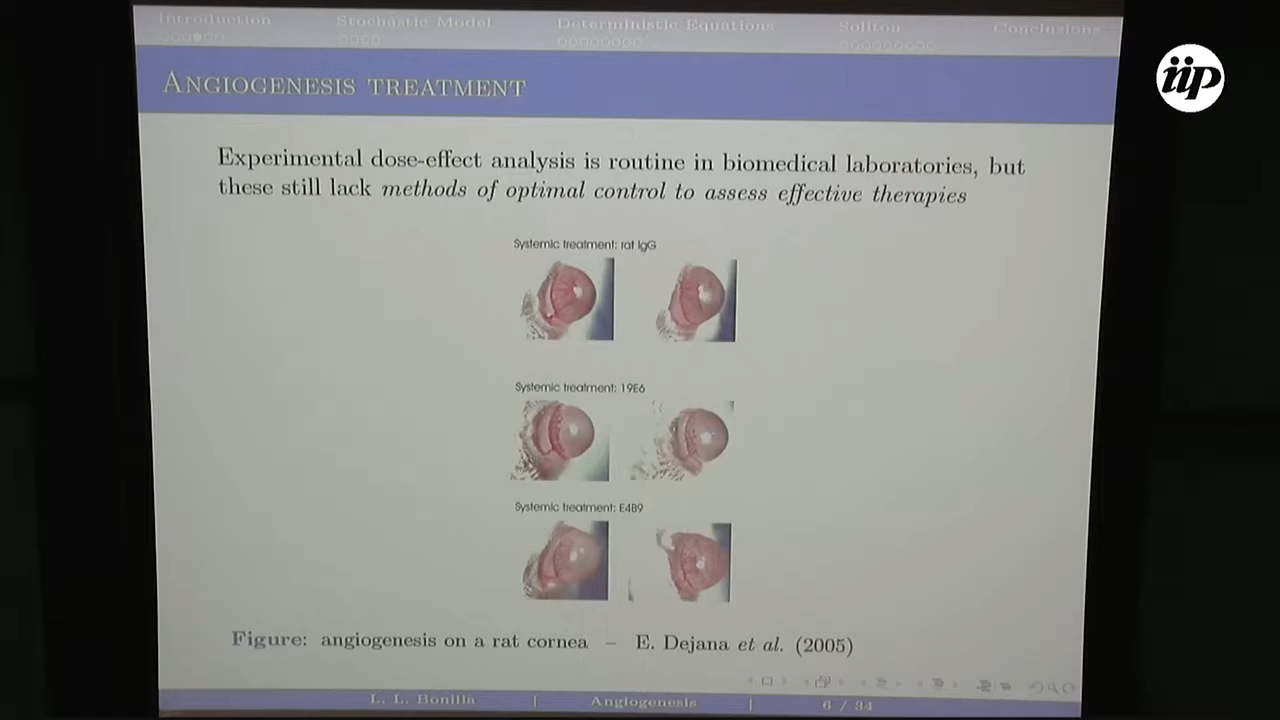 Introduction Stochastic Model Deterministic Equations Soliton Conclusions
iip
ANGIOGENESIS TREATMENT
Experimental dose-effect analysis is routine in biomedical laboratories, but
these still lack methods of optimal control to assess effective therapies
Systemic treatment: rat IgG
Systemic treatment: 19E6
Systemic treatment: E4B9
Figure: angiogenesis on a rat cornea – E. Dejana et al. (2005)
L. L. Bonilla Angiogenesis 6 / 34